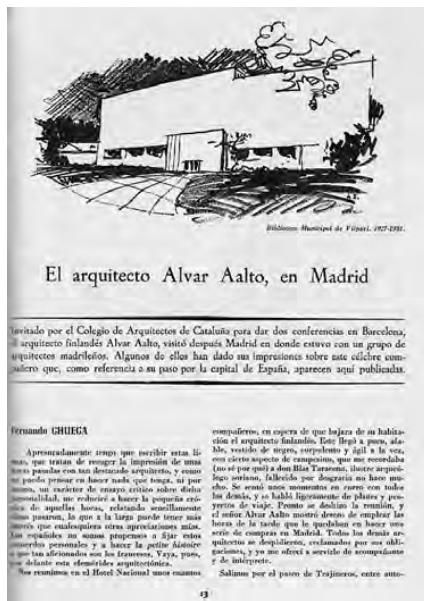 Biblioteca Municipal de Viipuri. 1927-1935.
El arquitecto Alvar Aalto, en Madrid
Invitado por el Colegio de Arquitectos de Cataluña para dar dos conferencias en Barcelona,
el arquitecto finlandés Alvar Aalto, visitó después Madrid en donde estuvo con un grupo de
arquitectos madrileños. Algunos de ellos han dado sus impresiones sobre este célebre com-
pañero que, como referencia a su paso por la capital de España, aparecen aquí publicadas.
Fernando CHUECA
Apresuradamente tengo que escribir estas lí-
neas, que tratan de recoger la impresión de unas
horas pasadas con tan destacado arquitecto, y como
no puedo pensar en hacer nada que tenga, ni por
un carácter de ensayo crítico sobre dicha
personalidad, me reduciré a hacer la pequeña cró-
nica de aquellas horas, relatando sencillamente
como pasaron, lo que a la larga puede tener más
interés que cualesquiera otras apreciaciones mías.
Los españoles no somos propensos a fijar estos
recuerdos personales y a hacer la petite histoire
a que tan aficionados son los franceses. Vaya, pues,
por delante esta efemérides arquitectónica.
Nos reunimos en el Hotel Nacional unos cuantos
compañeros, en espera de que bajara de su habita-
ción el arquitecto finlandés. Este llegó a poco, afa-
ble, vestido de negro, corpulento y ágil a la vez,
con cierto aspecto de campesino, que me recordaba
(no sé por qué) a don Blas Taracena, ilustre arqueó-
logo soriano, fallecido por desgracia no hace mu-
cho. Se sentó unos momentos en corro con todos
los demás, y se habló ligeramente de planes y pro-
yectos de viaje. Pronto se deshizo la reunión, y
el señor Alvar Aalto mostró deseos de emplear las
horas de la tarde que le quedaban en hacer una
serie de compras en Madrid. Todos los demás ar-
quitectos se despidieron, reclamados por sus obli-
gaciones, y yo me ofrecí a servirle de acompañante
y de intérprete.
Salimos por el paseo de Trajineros, entre auto-
13